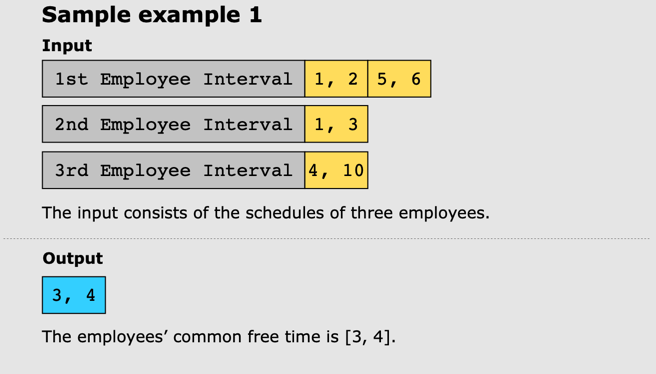 Sample example 1
Input
1st Employee Interval 1, 2 5, 6
2nd Employee Interval 1, 3
3rd Employee Interval 4, 10
The input consists of the schedules of three employees.
Output
3, 4
The employees’ common free time is [3, 4].